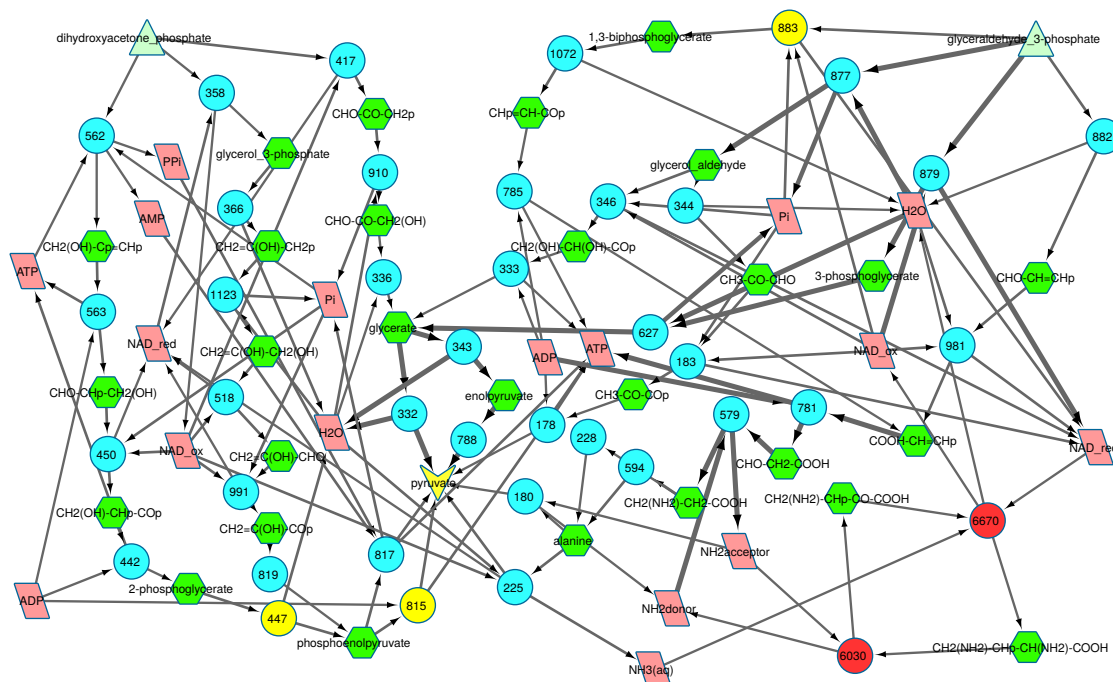 1,3-biphosphoglycerate
883
dihydroxyacetone_phosphate
glyceraldehyde_3-phosphate
1072
417
877
358
CHO-CO-CH2p
CHp=CH-COp
562
882
glycerol_3-phosphate
PPi
glycerol_aldehyde
910
879
785
346
344
366
AMP
CHO-CO-CH2(OH)
Pi
H2O
CH2(OH)-Cp=CHp
CH2=C(OH)-CH2p
CH2(OH)-CH(OH)-COp
ATP
333
336
CH3-CO-CHO
3-phosphoglycerate
CHO-CH=CHp
1123
Pi
563
glycerate
627
NAD_red
343
ADP
ATP
NAD_ox
981
CH2=C(OH)-CH2(OH)
183
CHO-CHp-CH2(OH)
enolpyruvate
CH3-CO-COp
518
332
579
781
178
H2O
788
228
COOH-CH=CHp
NAD_red
450
NAD_ox
CH2=C(OH)-CHO
594
CHO-CH2-COOH
pyruvate
991
180
CH2(NH2)-CH2-COOH
CH2(NH2)-CHp-CO-COOH
CH2(OH)-CHp-COp
6670
CH2=C(OH)-COp
alanine
NH2acceptor
817
442
819
225
2-phosphoglycerate
ADP
815
NH2donor
447
phosphoenolpyruvate
CH2(NH2)-CHp-CH(NH2)-COOH
6030
NH3(aq)